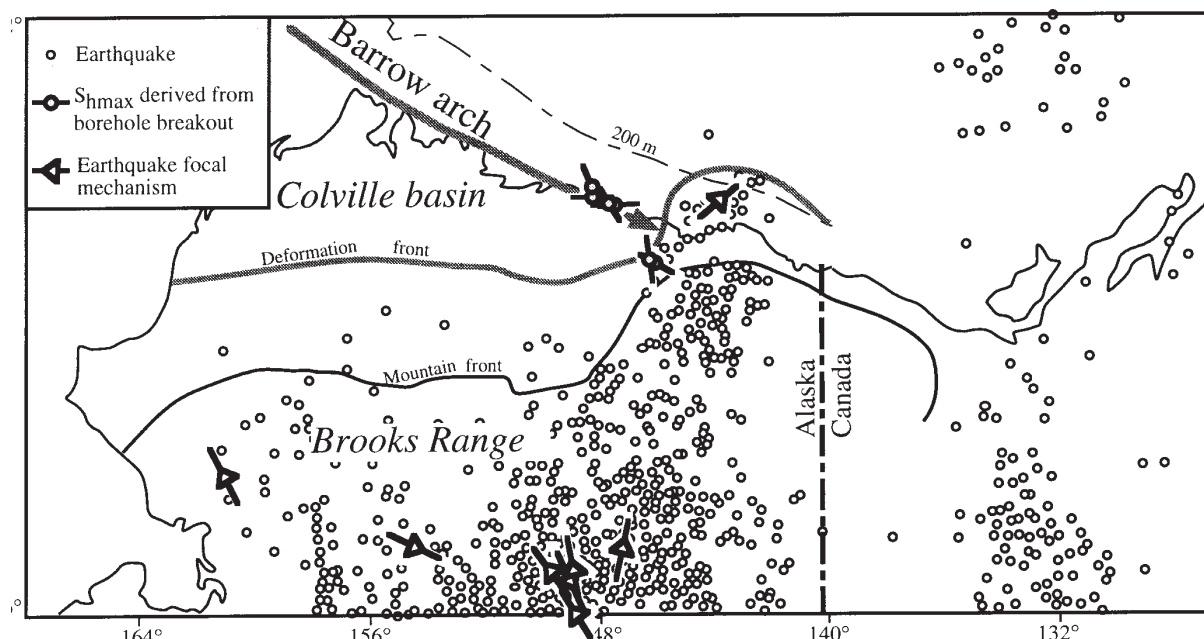 Earthquake
Shmax derived from
borehole breakout
Earthquake focal
mechanism
Barrow arch
200 m
Colville basin
Deformation front
Mountain front
Brooks Range
Alaska
Canada
164°
156°
48°
140°
132°